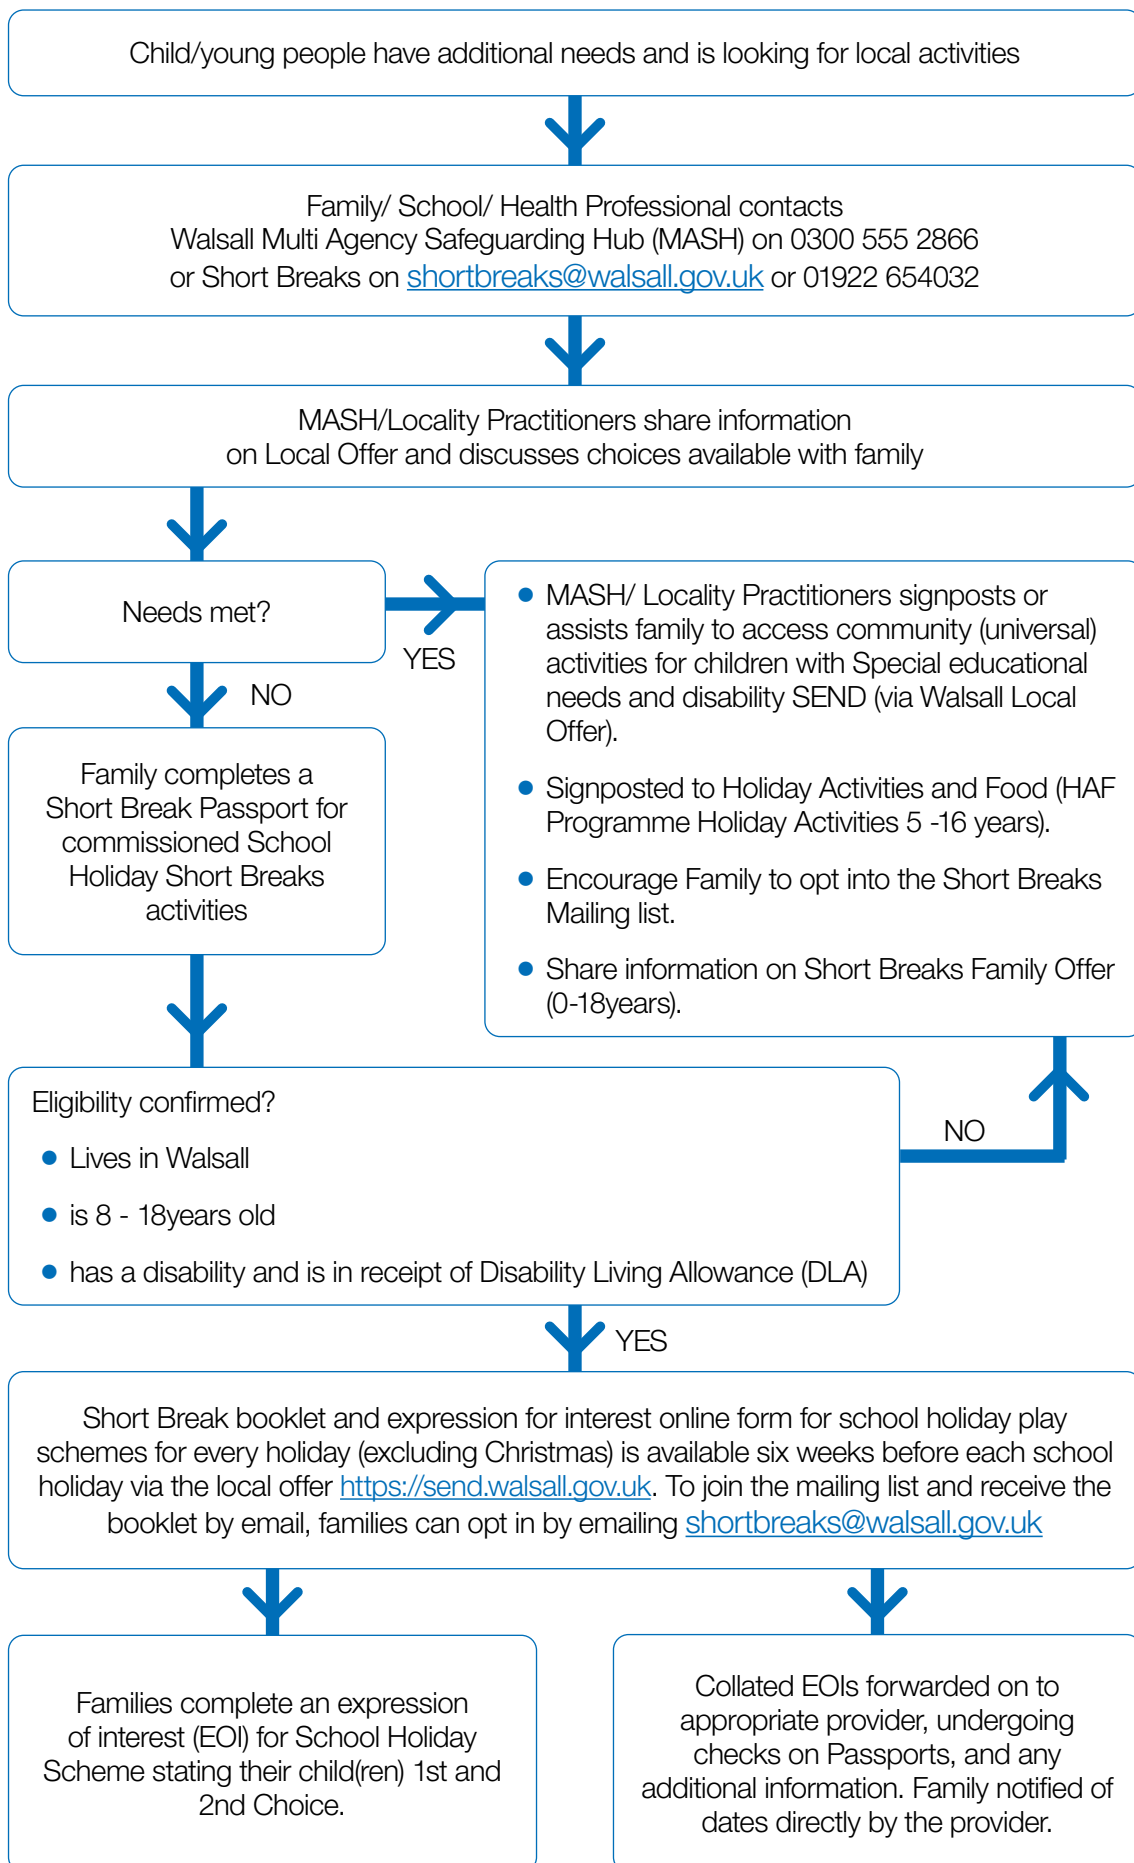 Child/young people have additional needs and is looking for local activities
Family/ School/ Health Professional contacts
Walsall Multi Agency Safeguarding Hub (MASH) on 0300 555 2866
or Short Breaks on shortbreaks@walsall.gov.uk or 01922 654032
MASH/Locality Practitioners share information
on Local Offer and discusses choices available with family
Needs met?
YES
NO
● MASH/ Locality Practitioners signposts or
assists family to access community (universal)
activities for children with Special educational
needs and disability SEND (via Walsall Local
Offer).
● Signposted to Holiday Activities and Food (HAF
Programme Holiday Activities 5 -16 years).
● Encourage Family to opt into the Short Breaks
Mailing list.
● Share information on Short Breaks Family Offer
(0-18years).
Family completes a
Short Break Passport for
commissioned School
Holiday Short Breaks
activities
Eligibility confirmed?
● Lives in Walsall
● is 8 - 18years old
● has a disability and is in receipt of Disability Living Allowance (DLA)
NO
YES
Short Break booklet and expression for interest online form for school holiday play
schemes for every holiday (excluding Christmas) is available six weeks before each school
holiday via the local offer https://send.walsall.gov.uk. To join the mailing list and receive the
booklet by email, families can opt in by emailing shortbreaks@walsall.gov.uk
Families complete an expression
of interest (EOI) for School Holiday
Scheme stating their child(ren) 1st and
2nd Choice.
Collated EOIs forwarded on to
appropriate provider, undergoing
checks on Passports, and any
additional information. Family notified of
dates directly by the provider.